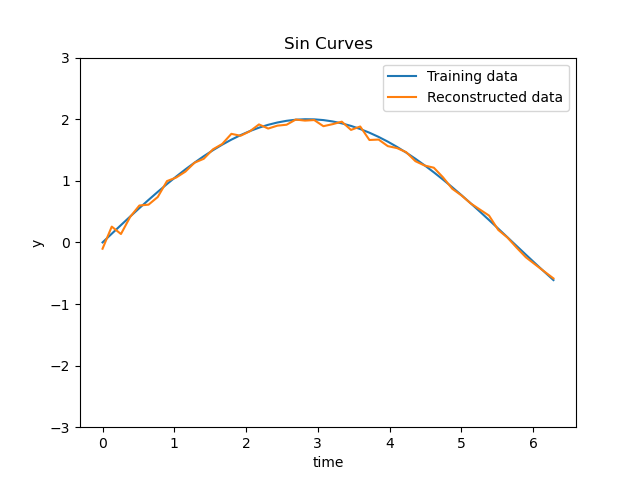 Sin Curves
Training data
Reconstructed data
3
2
1
0
−1
−2
−3
y
0 1 2 3 4 5 6
time